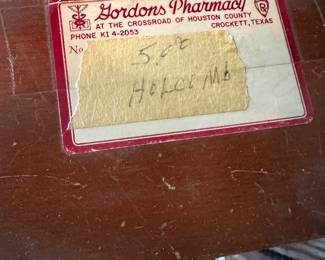 Gordons Pharmacy
AT THE CROSSROAD OF HOUSTON COUNTY
PHONE KI 4-2053 CROCKETT, TEXAS
No.
5.00
HOLCOMb